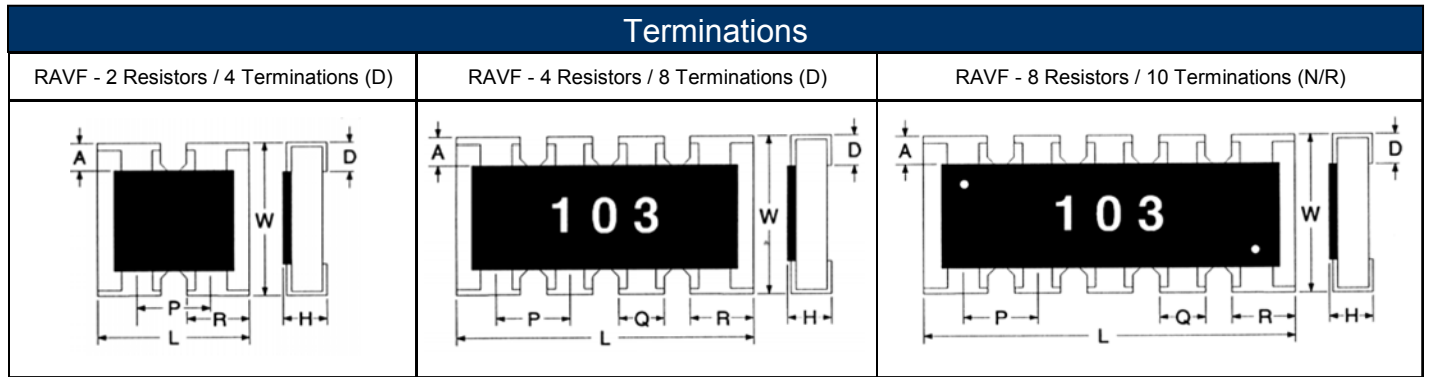 Terminations
RAVF - 2 Resistors / 4 Terminations (D)
RAVF - 4 Resistors / 8 Terminations (D)
RAVF - 8 Resistors / 10 Terminations (N/R)
A
D
W
P
R
H
L
A
D
103
W
P
Q
R
H
L
A
D
103
W
P
Q
R
H
L